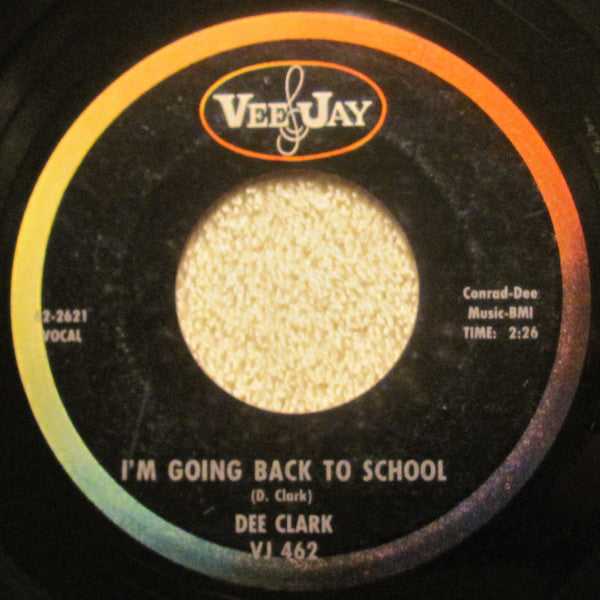 VEE JAY
62-2621
VOCAL
Conrad-Dee
Music-BMI
TIME: 2:26
I'M GOING BACK TO SCHOOL
(D. Clark)
DEE CLARK
VJ 462